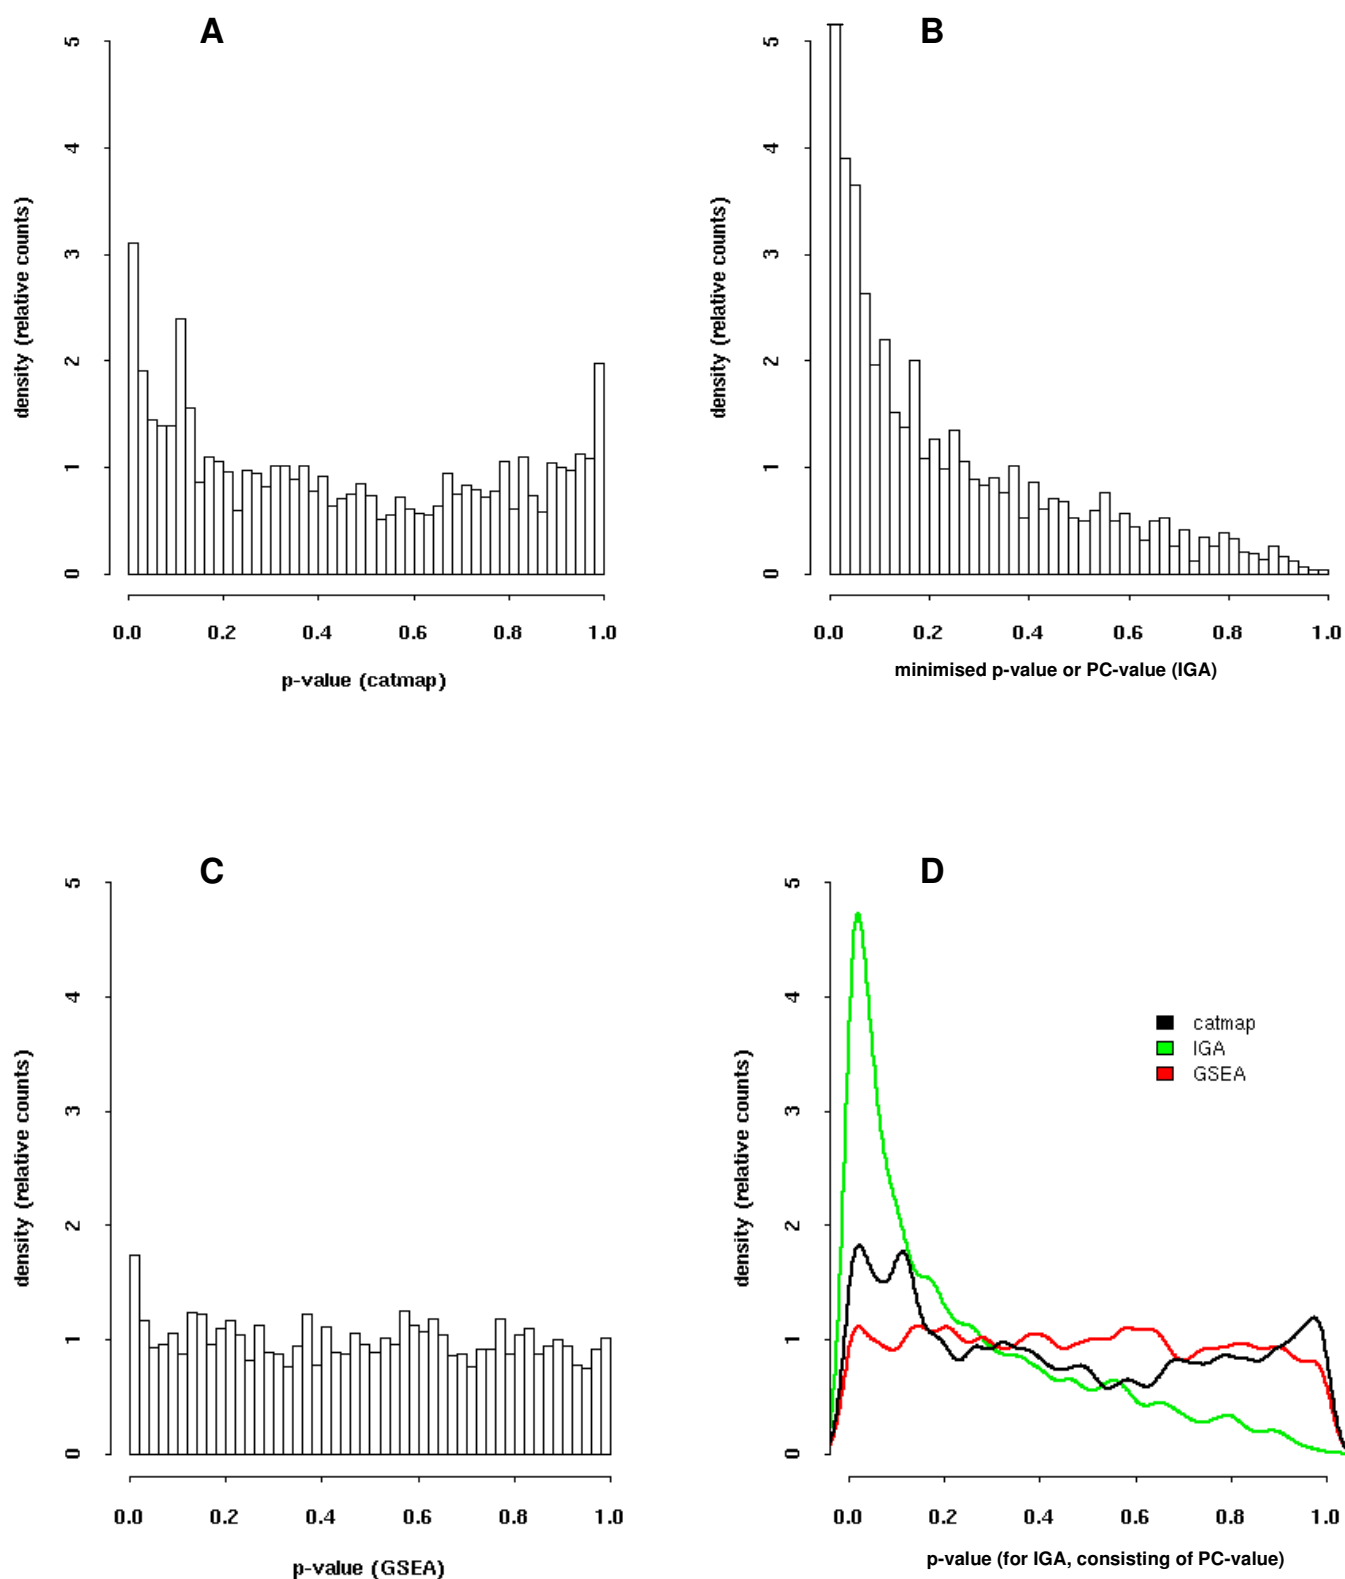 A
density (relative counts)
5
4
3
2
1
0
0.0 0.2 0.4 0.6 0.8 1.0
p-value (catmap)
B
density (relative counts)
5
4
3
2
1
0
0.0 0.2 0.4 0.6 0.8 1.0
minimised p-value or PC-value (IGA)
C
density (relative counts)
5
4
3
2
1
0
0.0 0.2 0.4 0.6 0.8 1.0
p-value (GSEA)
D
density (relative counts)
5
4
3
2
1
0
catmap
IGA
GSEA
0.0 0.2 0.4 0.6 0.8 1.0
p-value (for IGA, consisting of PC-value)